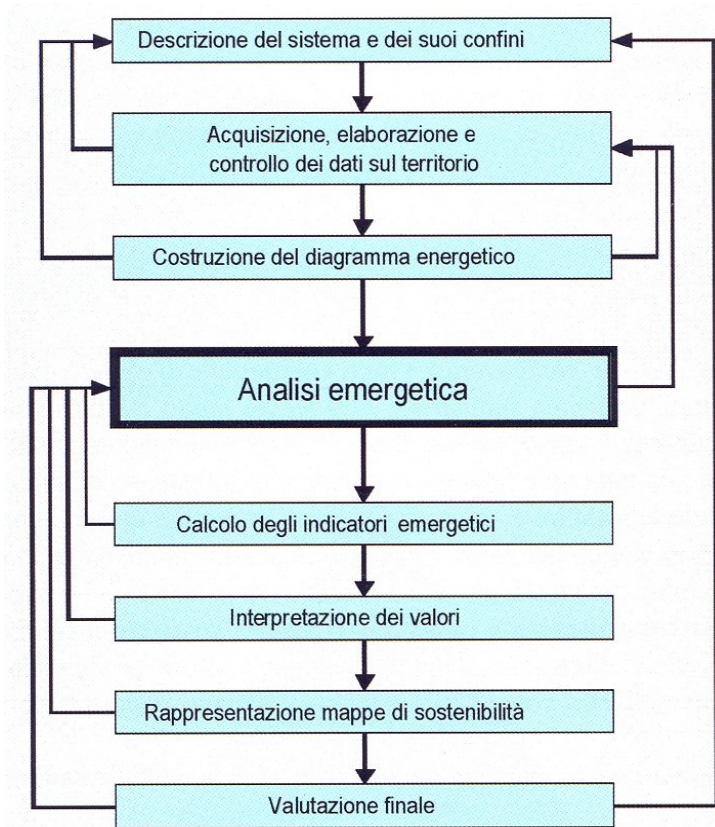 Descrizione del sistema e dei suoi confini
Acquisizione, elaborazione e
controllo dei dati sul territorio
Costruzione del diagramma energetico
Analisi emergetica
Calcolo degli indicatori emergetici
Interpretazione dei valori
Rappresentazione mappe di sostenibilità
Valutazione finale